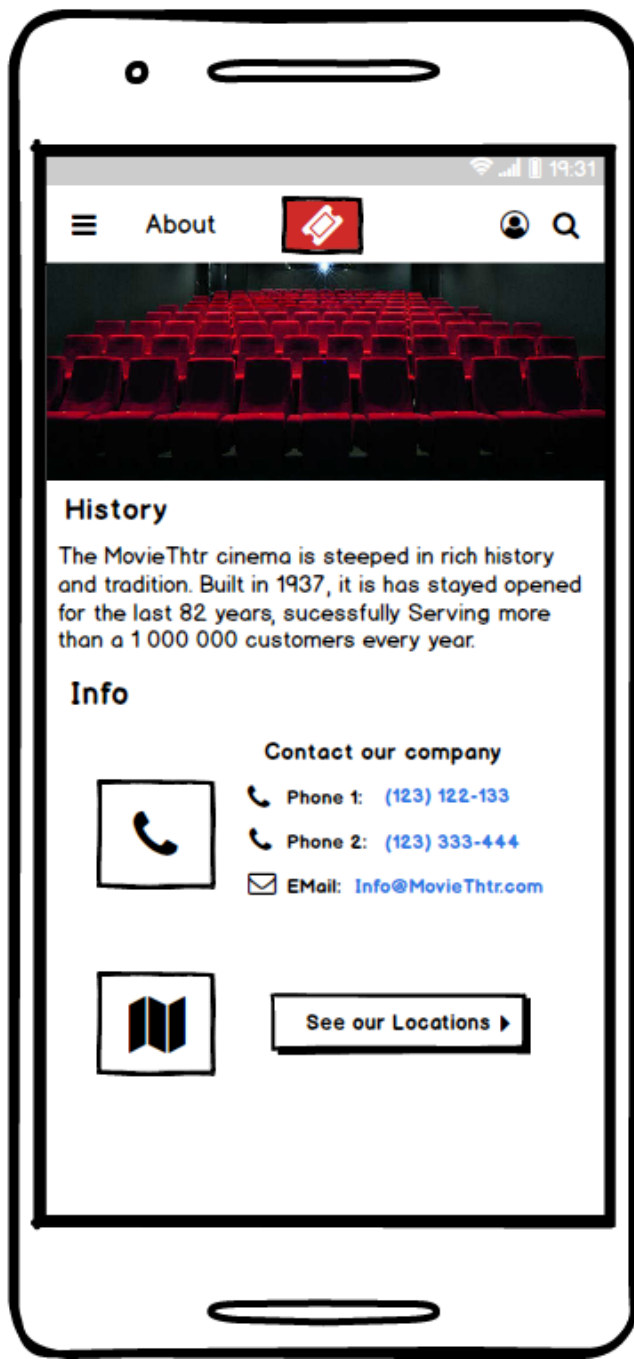 19:31
About
History
The MovieThtr cinema is steeped in rich history
and tradition. Built in 1937, it is has stayed opened
for the last 82 years, sucessfully Serving more
than a 1 000 000 customers every year.
Info
Contact our company
Phone 1: (123) 122-133
Phone 2: (123) 333-444
EMail: Info@MovieThtr.com
See our Locations